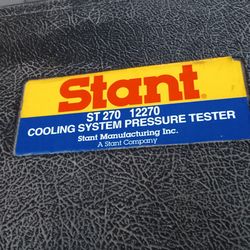 Stant®
ST 270 12270
COOLING SYSTEM PRESSURE TESTER
Stant Manufacturing Inc.
A Stant Company